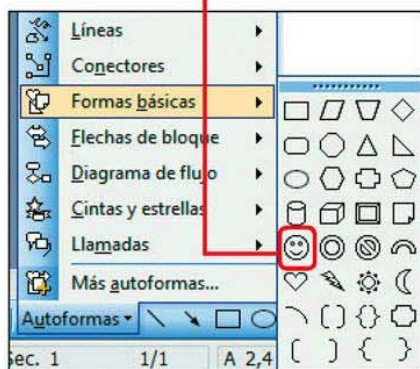 Líneas
Conectores
Formas básicas
Flechas de bloque
Diagrama de flujo
Cintas y estrellas
Llamadas
Más autoformas...
Autoformas
Sec. 1 1/1 A 2,4